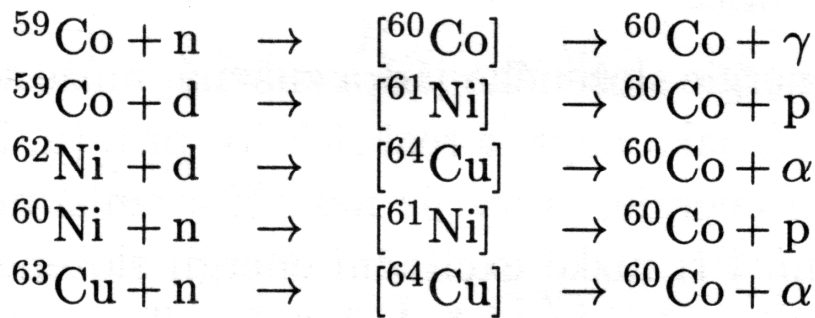 ⁵⁹Co + n → [⁶⁰Co] → ⁶⁰Co + γ
⁵⁹Co + d → [⁶¹Ni] → ⁶⁰Co + p
⁶²Ni + d → [⁶⁴Cu] → ⁶⁰Co + α
⁶⁰Ni + n → [⁶¹Ni] → ⁶⁰Co + p
⁶³Cu + n → [⁶⁴Cu] → ⁶⁰Co + α